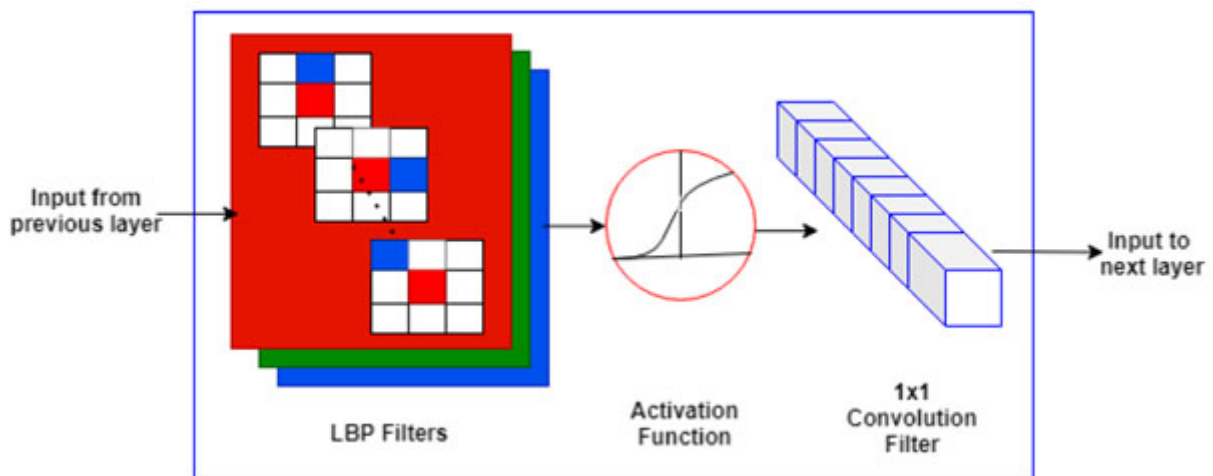 Input from
previous layer
LBP Filters
Activation
Function
1x1
Convolution
Filter
Input to
next layer